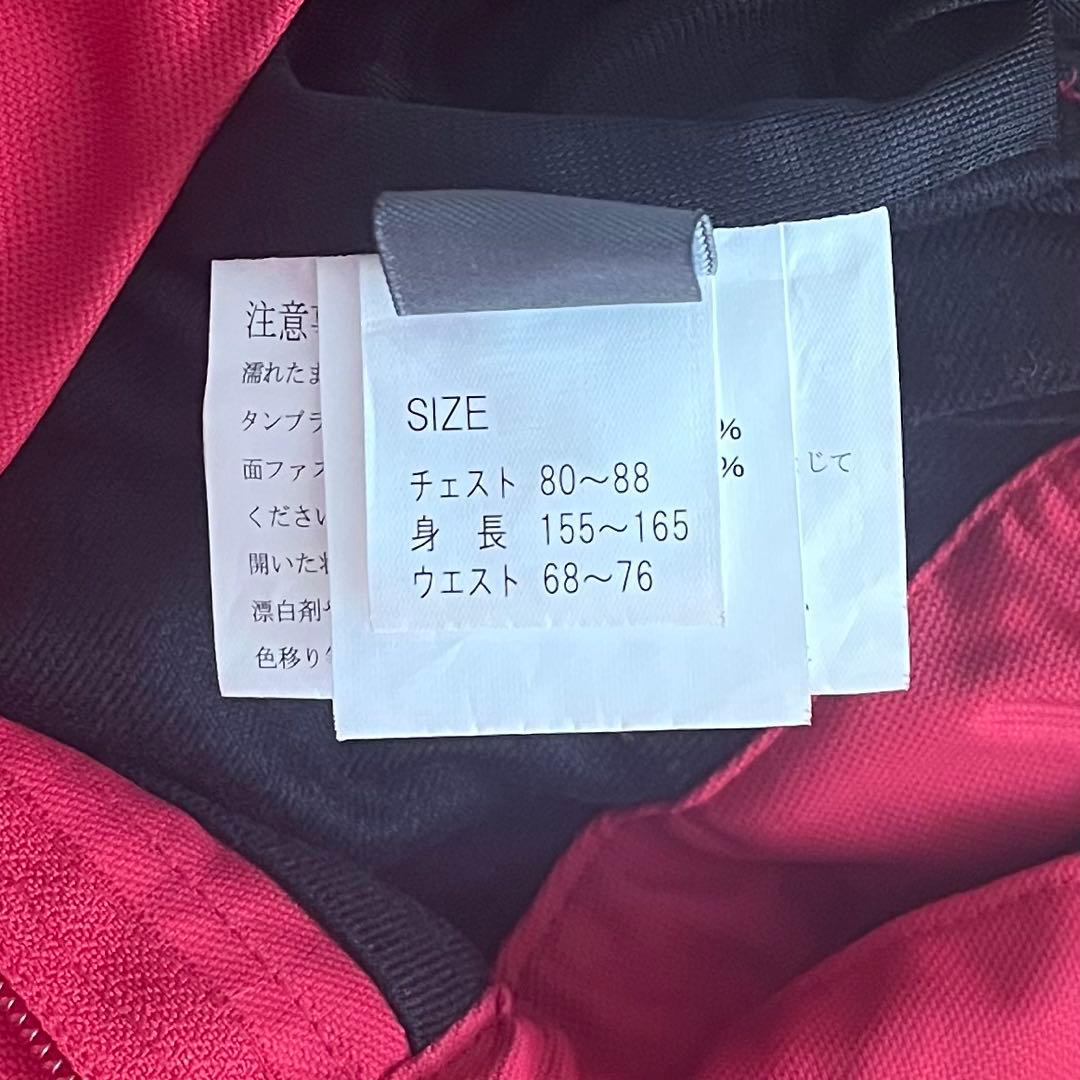 SIZE
チェスト 80～88
身 長 155～165
ウエスト 68～76
注意
濡れたま
タンブラ
面ファス
ください
開いた
漂白剤
色移り
%
%
じて